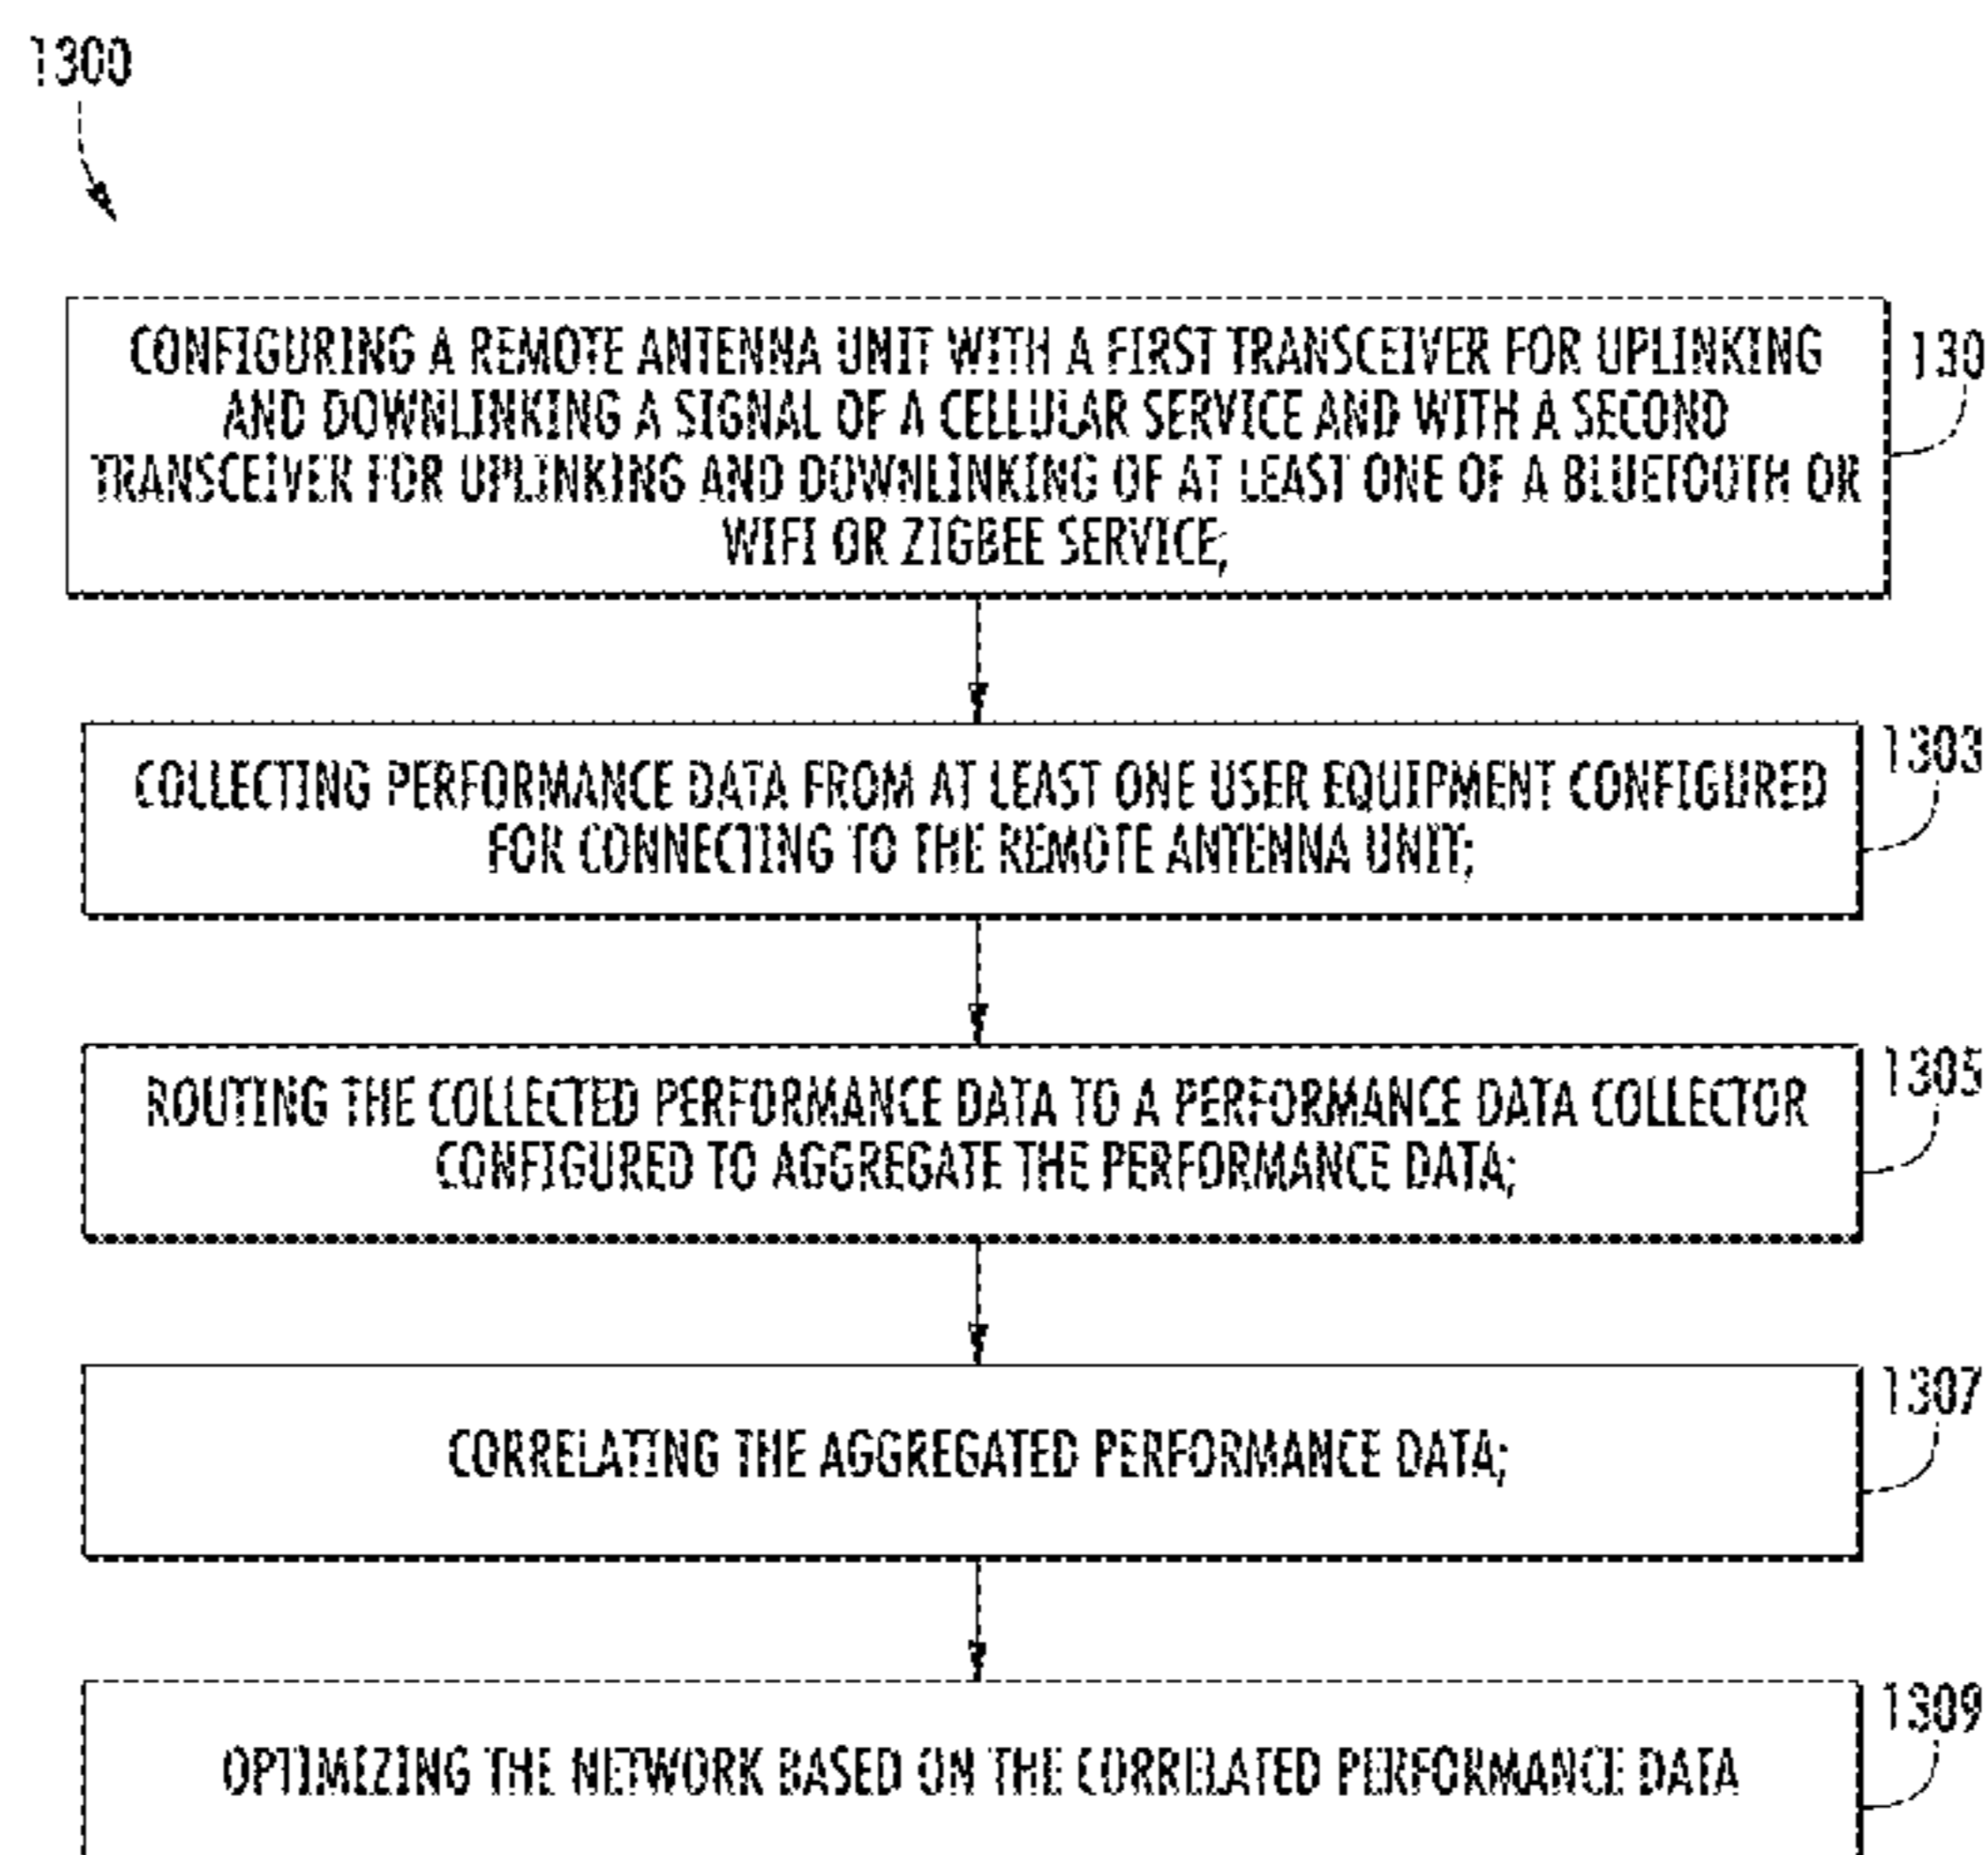 1300
CONFIGURING A REMOTE ANTENNA UNIT WITH A FIRST TRANSCEIVER FOR UPLINKING
AND DOWNLINKING A SIGNAL OF A CELLULAR SERVICE AND WITH A SECOND
TRANSCEIVER FOR UPLINKING AND DOWNLINKING OF AT LEAST ONE OF A BLUETOOTH OR
WIFI OR ZIGBEE SERVICE;
130
COLLECTING PERFORMANCE DATA FROM AT LEAST ONE USER EQUIPMENT CONFIGURED
FOR CONNECTING TO THE REMOTE ANTENNA UNIT;
1303
ROUTING THE COLLECTED PERFORMANCE DATA TO A PERFORMANCE DATA COLLECTOR
CONFIGURED TO AGGREGATE THE PERFORMANCE DATA;
1305
CORRELATING THE AGGREGATED PERFORMANCE DATA;
1307
OPTIMIZING THE NETWORK BASED ON THE CORRELATED PERFORMANCE DATA
1309